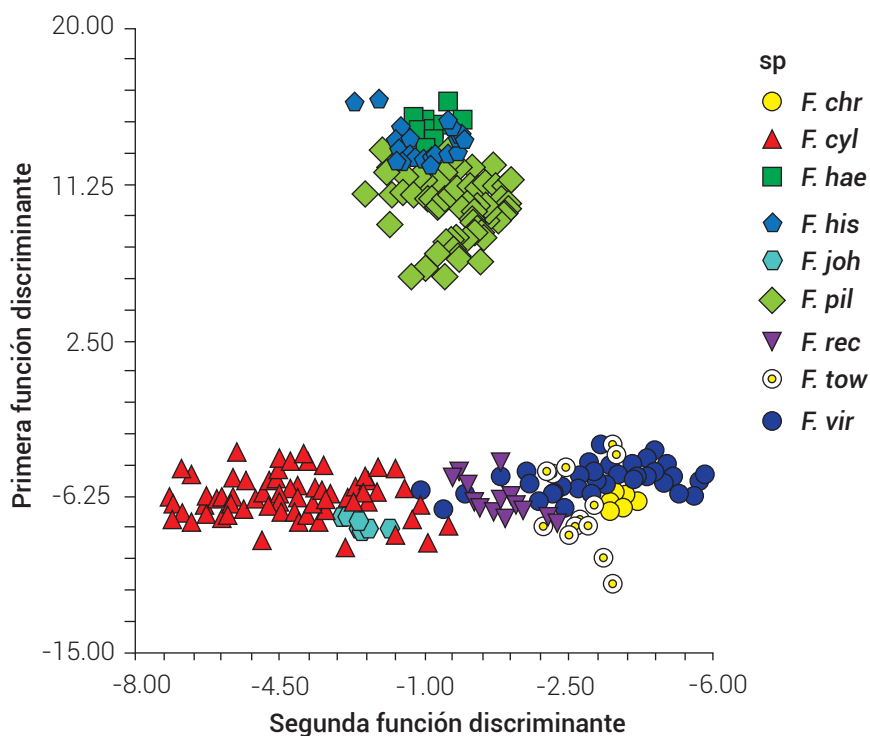 20.00
11.25
2.50
-6.25
-15.00
Primera función discriminante
-8.00 -4.50 -1.00 -2.50 -6.00
Segunda función discriminante
sp
F. chr
F. cyl
F. hae
F. his
F. joh
F. pil
F. rec
F. tow
F. vir